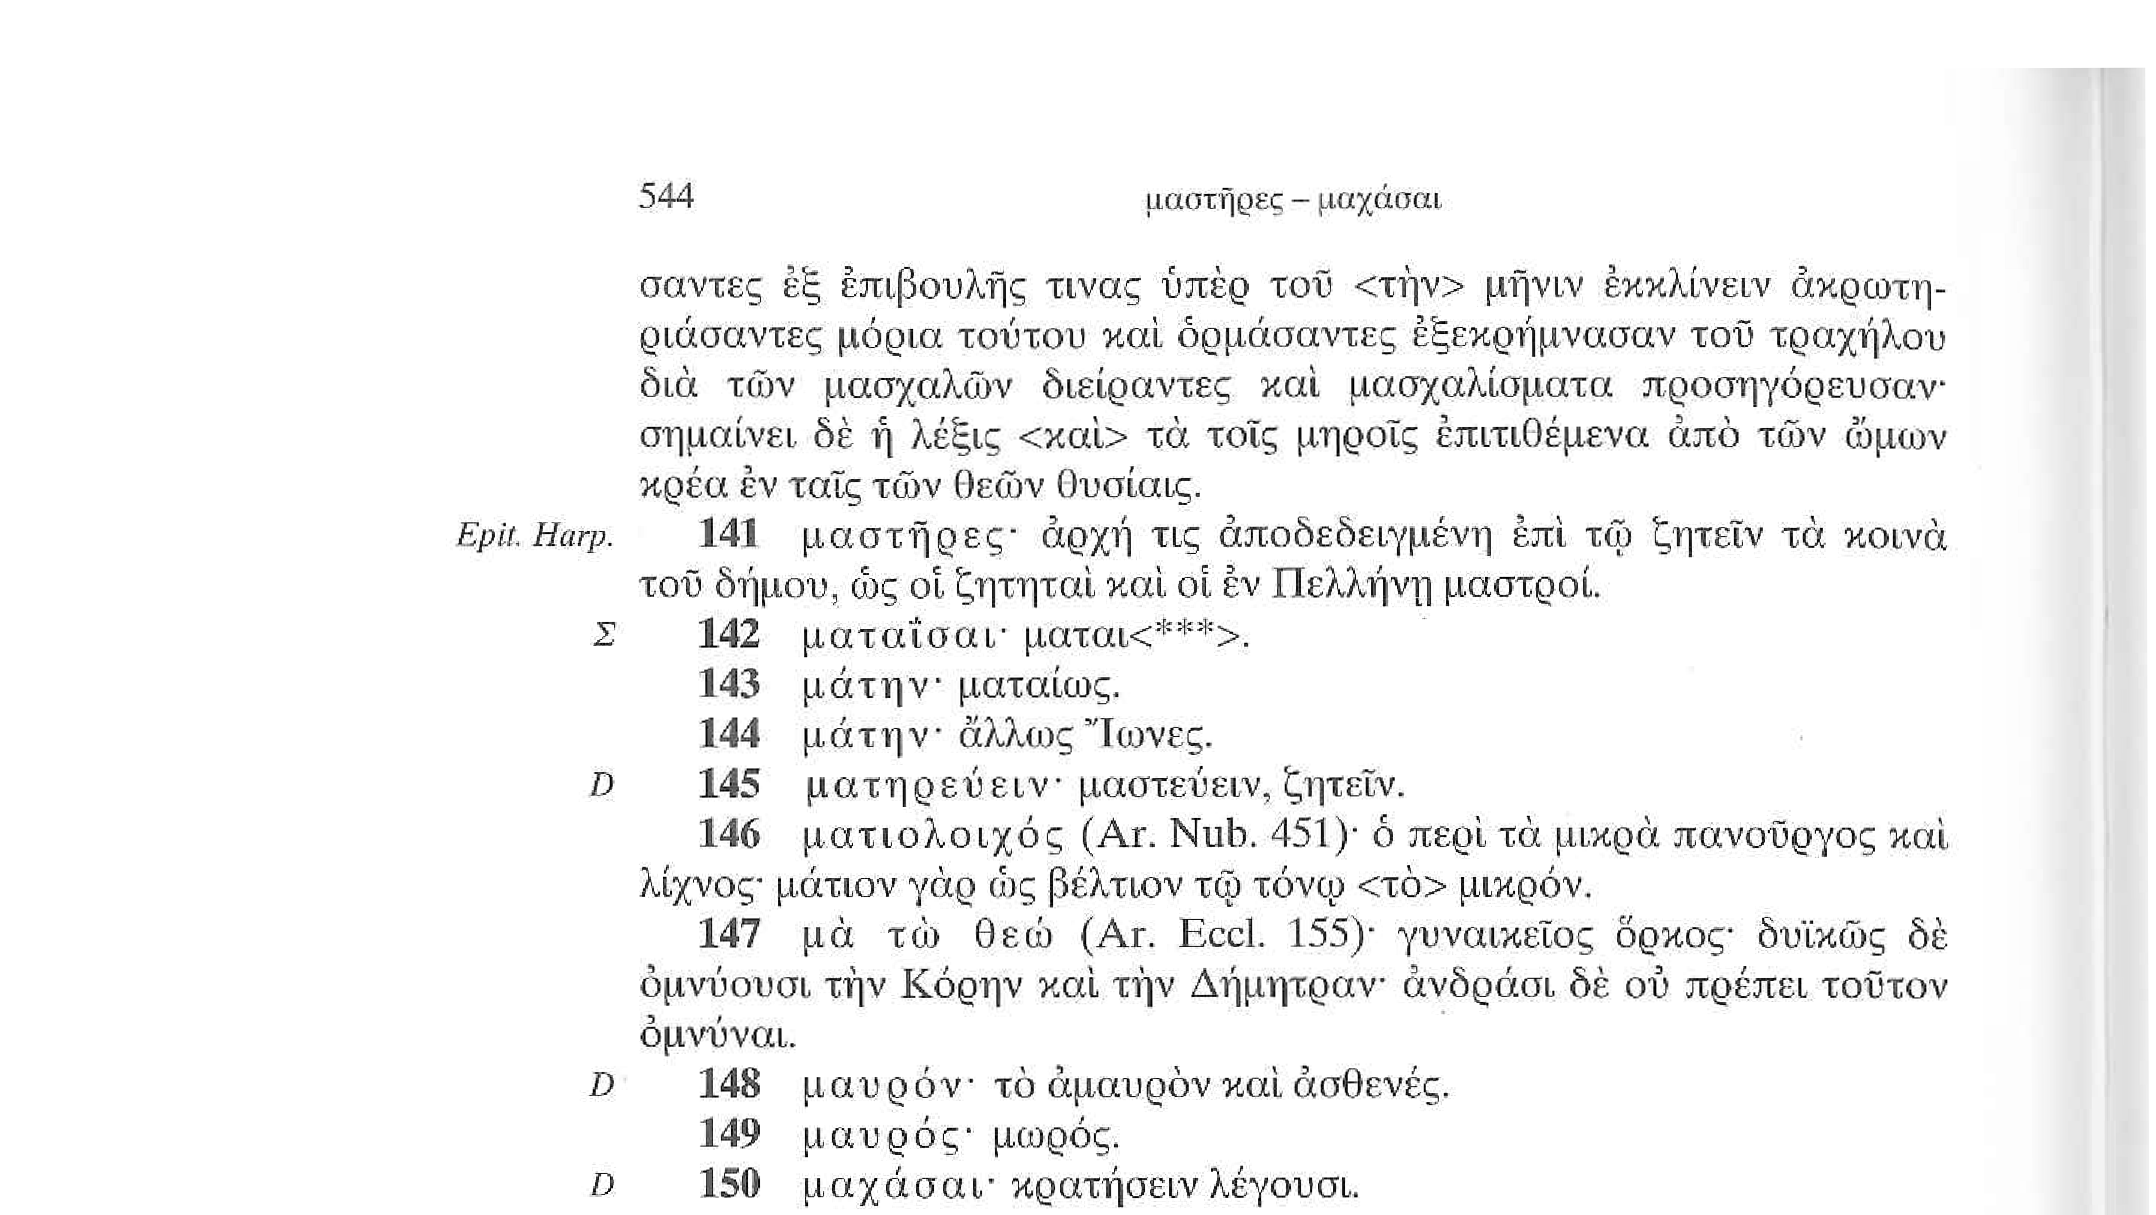 544 μαστῆρες – μαχάσαι
σαντες ἐξ ἐπιβουλῆς τινας ὑπὲρ τοῦ <τὴν> μῆνιν ἐκκλίνειν ἀκρωτη-
ριάσαντες μόρια τούτου καὶ ὁρμάσαντες ἐξεκρήμνασαν τοῦ τραχήλου
διὰ τῶν μασχαλῶν διείραντες καὶ μασχαλίσματα προσηγόρευσαν·
σημαίνει δὲ ἡ λέξις <καὶ> τὰ τοῖς μηροῖς ἐπιτιθέμενα ἀπὸ τῶν ὤμων
κρέα ἐν ταῖς τῶν θεῶν θυσίαις.
Epit. Harp. 141 μαστῆρες· ἀρχή τις ἀποδεδειγμένη ἐπὶ τῷ ζητεῖν τὰ κοινὰ
τοῦ δήμου, ὡς οἱ ζητηταὶ καὶ οἱ ἐν Πελλήνῃ μαστροί.
Σ 142 ματαΐσαι· μαται<***>.
143 μάτην· ματαίως.
144 μάτην· ἄλλως Ἴωνες.
D 145 ματηρεύειν· μαστεύειν, ζητεῖν.
146 ματιολοιχός (Ar. Nub. 451)· ὁ περὶ τὰ μικρὰ πανοῦργος καὶ
λίχνος· μάτιον γὰρ ὡς βέλτιον τῷ τόνῳ <τὸ> μικρόν.
147 μὰ τὼ θεώ (Ar. Eccl. 155)· γυναικεῖος ὅρκος· δυϊκῶς δὲ
ὀμνύουσι τὴν Κόρην καὶ τὴν Δήμητραν· ἀνδράσι δὲ οὐ πρέπει τοῦτον
ὀμνύναι.
D 148 μαυρόν· τὸ ἀμαυρὸν καὶ ἀσθενές.
149 μαυρός· μωρός.
D 150 μαχάσαι· κρατήσειν λέγουσι.